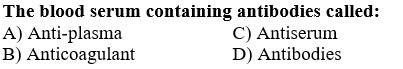 The blood serum containing antibodies called:
A) Anti-plasma C) Antiserum
B) Anticoagulant D) Antibodies